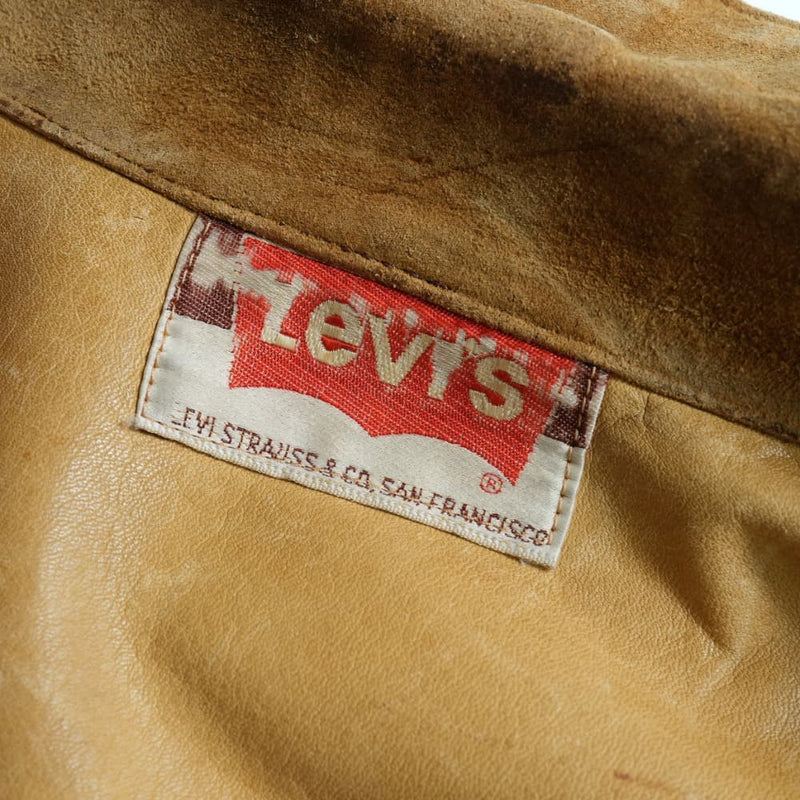 Levi's
LEVI STRAUSS & CO. SAN FRANCISCO
®